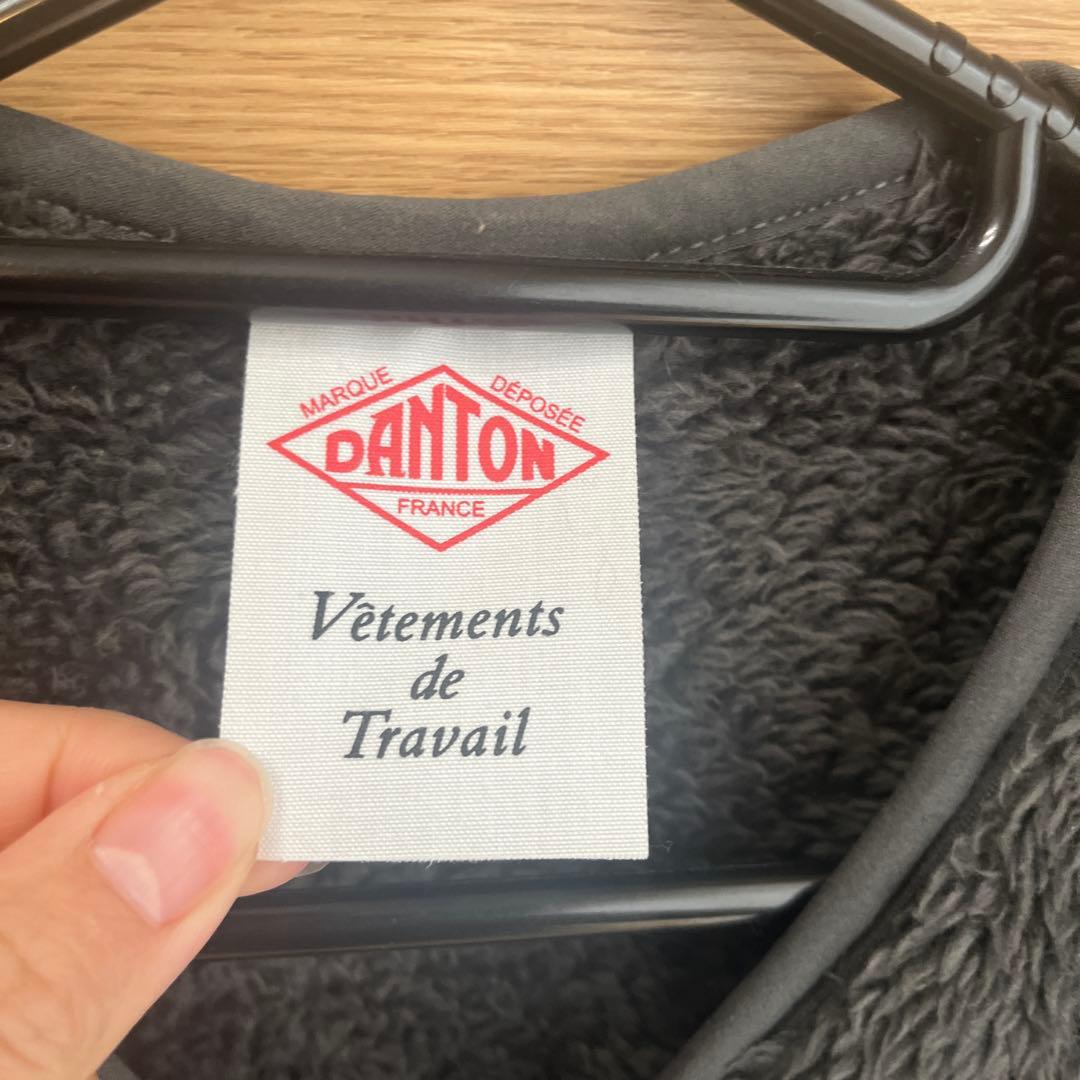 MARQUE DÉPOSÉE
DANTON
FRANCE
Vêtements
de
Travail